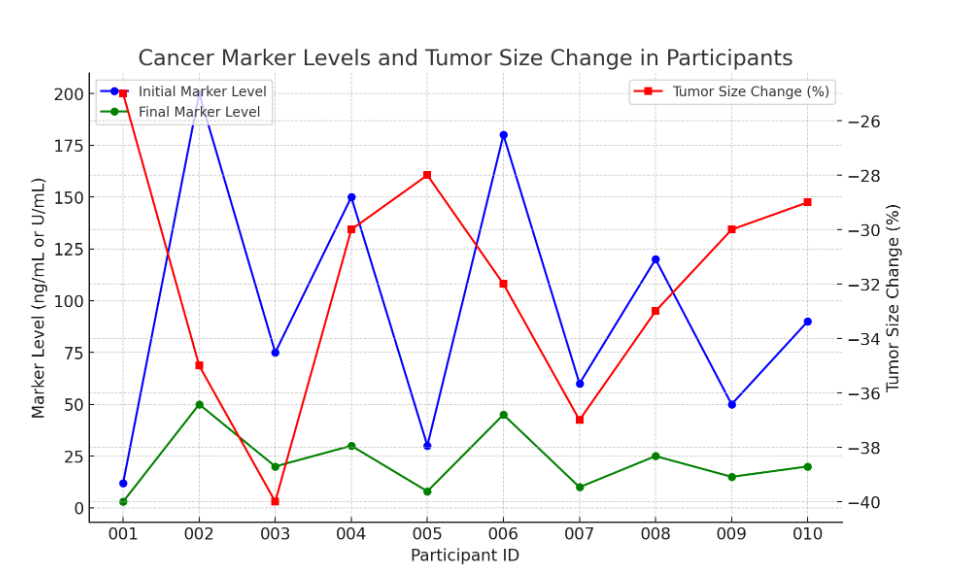 Cancer Marker Levels and Tumor Size Change in Participants
Initial Marker Level
Final Marker Level
Tumor Size Change (%)
Marker Level (ng/mL or U/mL)
200
175
150
125
100
75
50
25
0
−26
−28
−30
−32
−34
−36
−38
−40
Tumor Size Change (%)
001 002 003 004 005 006 007 008 009 010
Participant ID